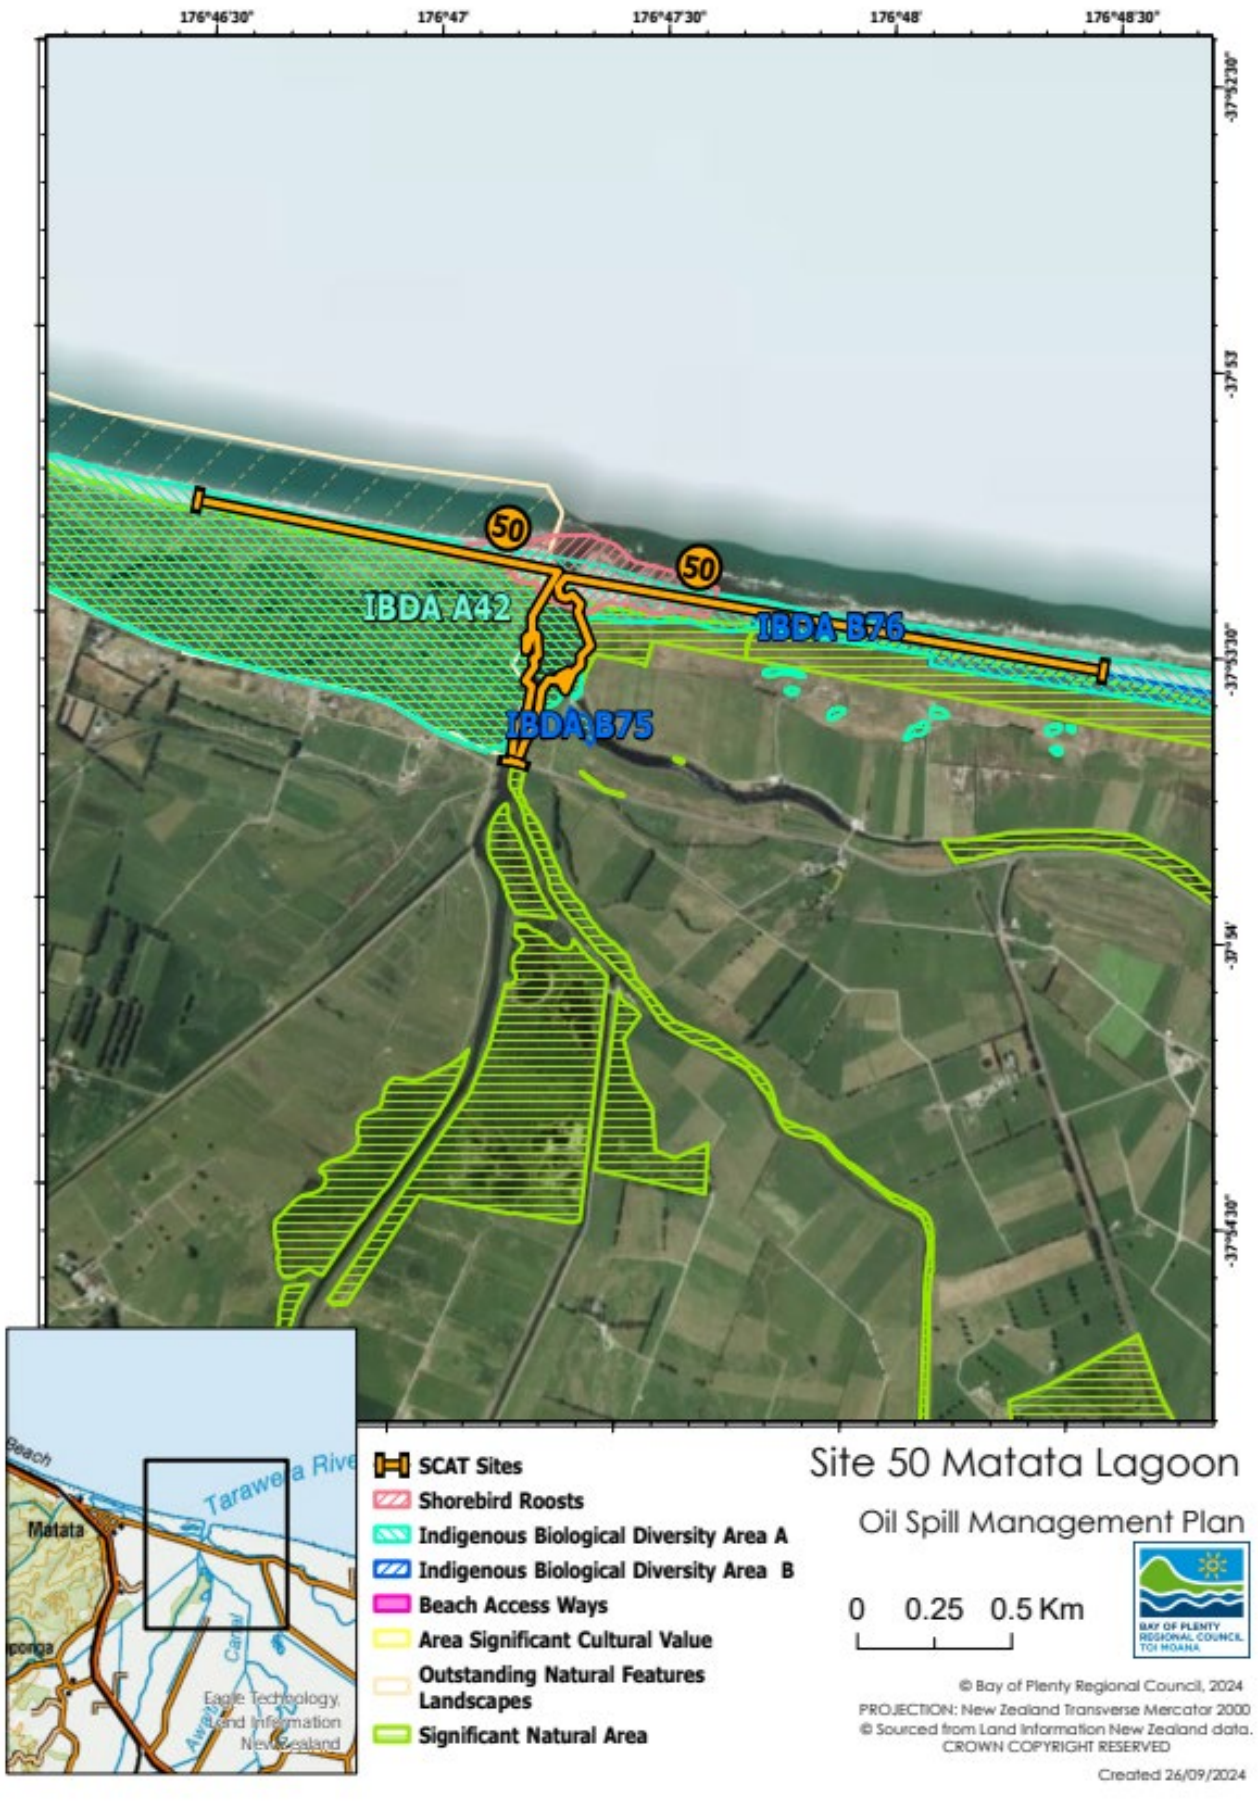 176°46'30" 176°47' 176°47'30" 176°48' 176°48'30"
-37°52'30"
-37°53'
-37°53'30"
-37°54'
-37°54'30"
50
50
IBDA A42
IBDA B76
IBDA B75
Beach
Tarawera Rive
Matata
ponga
Canal
Eagle Technology,
Land Information
New Zealand
SCAT Sites
Shorebird Roosts
Indigenous Biological Diversity Area A
Indigenous Biological Diversity Area B
Beach Access Ways
Area Significant Cultural Value
Outstanding Natural Features
Landscapes
Significant Natural Area
Site 50 Matata Lagoon
Oil Spill Management Plan
0 0.25 0.5 Km
BAY OF PLENTY
REGIONAL COUNCIL
TOI MOANA
© Bay of Plenty Regional Council, 2024
PROJECTION: New Zealand Transverse Mercator 2000
© Sourced from Land Information New Zealand data.
CROWN COPYRIGHT RESERVED
Created 26/09/2024